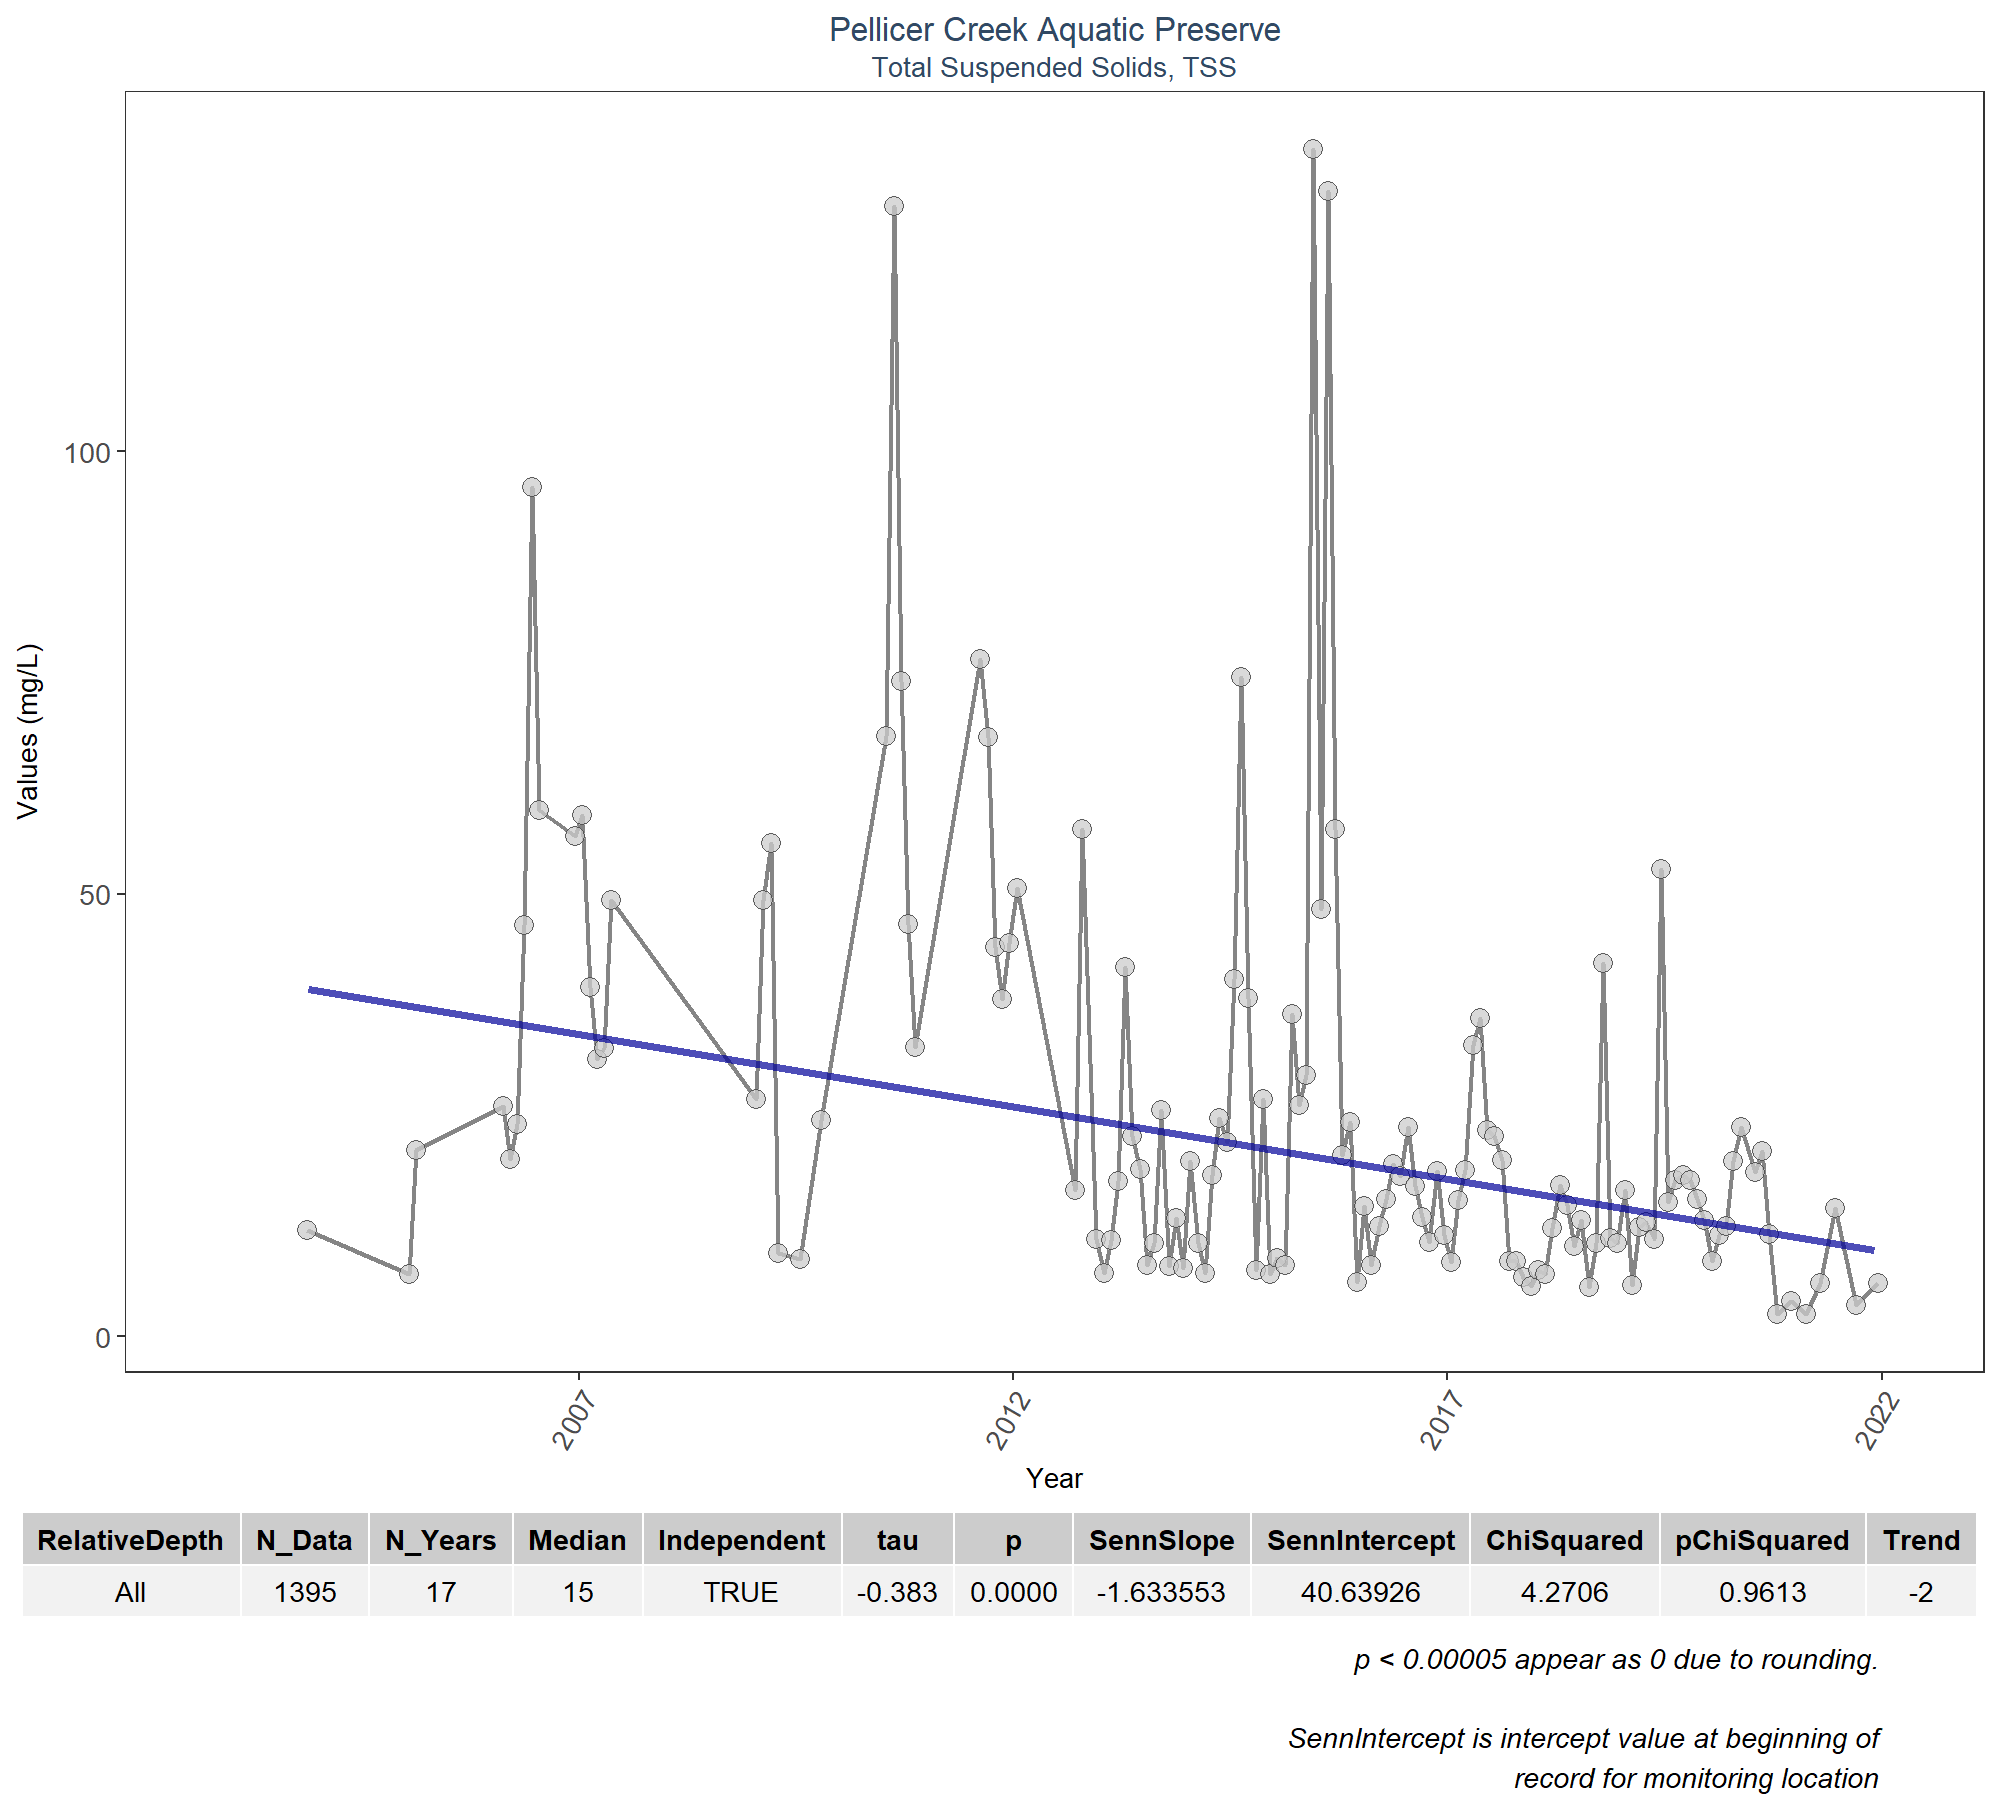 Pellicer Creek Aquatic Preserve
Total Suspended Solids, TSS
Values (mg/L)
100
50
0
2007
2012
2017
2022
Year
RelativeDepth N_Data N_Years Median Independent tau p SennSlope SennIntercept ChiSquared pChiSquared Trend
All 1395 17 15 TRUE -0.383 0.0000 -1.633553 40.63926 4.2706 0.9613 -2
p < 0.00005 appear as 0 due to rounding.
SennIntercept is intercept value at beginning of
record for monitoring location